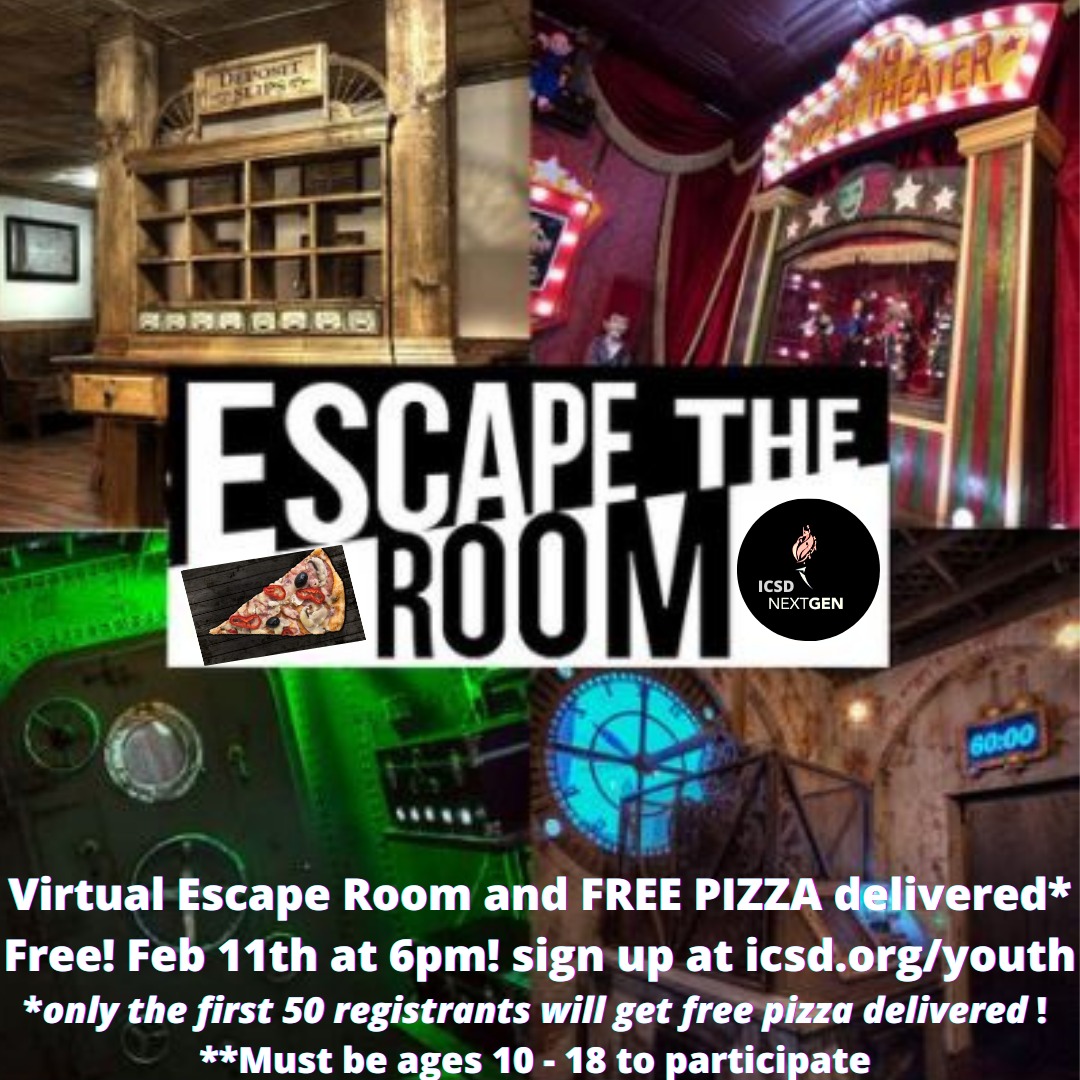 DEPOSIT
SLIPS
THEATER
ESCAPE THE
ROOM
ICSD
NEXTGEN
60:00
Virtual Escape Room and FREE PIZZA delivered*
Free! Feb 11th at 6pm! sign up at icsd.org/youth
*only the first 50 registrants will get free pizza delivered !
**Must be ages 10 - 18 to participate